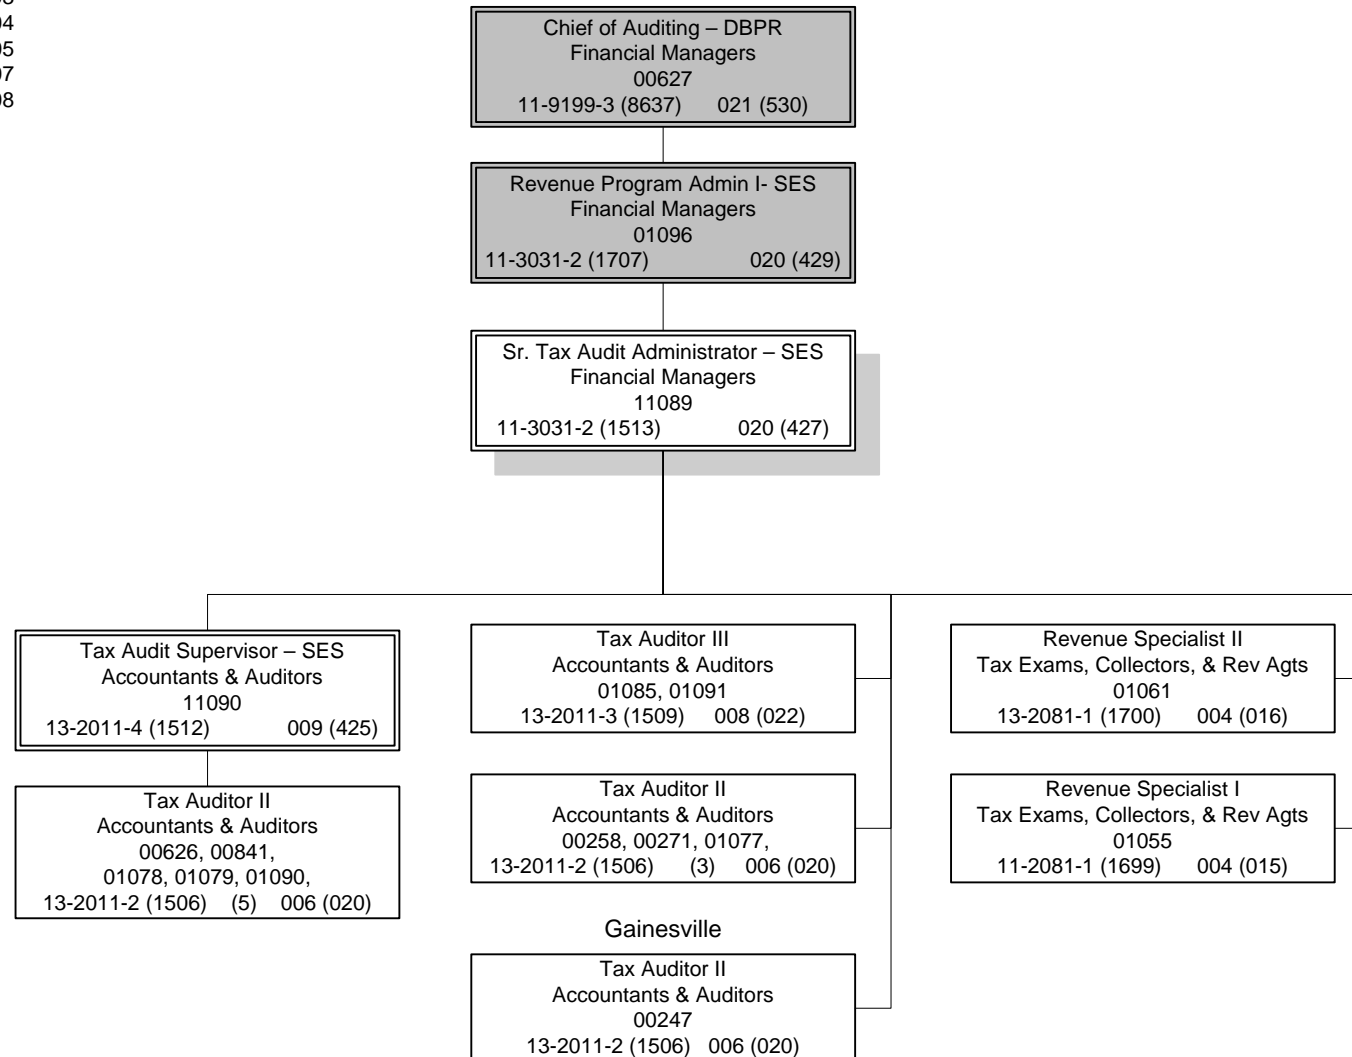 04
Chief of Auditing – DBPR
Financial Managers
00627
11-9199-3 (8637) 021 (530)
Revenue Program Admin I- SES
Financial Managers
01096
11-3031-2 (1707) 020 (429)
Sr. Tax Audit Administrator – SES
Financial Managers
11089
11-3031-2 (1513) 020 (427)
Tax Audit Supervisor – SES
Accountants & Auditors
11090
13-2011-4 (1512) 009 (425)
Tax Auditor II
Accountants & Auditors
00626, 00841,
01078, 01079, 01090,
13-2011-2 (1506) (5) 006 (020)
Tax Auditor III
Accountants & Auditors
01085, 01091
13-2011-3 (1509) 008 (022)
Tax Auditor II
Accountants & Auditors
00258, 00271, 01077,
13-2011-2 (1506) (3) 006 (020)
Gainesville
Tax Auditor II
Accountants & Auditors
00247
13-2011-2 (1506) 006 (020)
Revenue Specialist II
Tax Exams, Collectors, & Rev Agts
01061
13-2081-1 (1700) 004 (016)
Revenue Specialist I
Tax Exams, Collectors, & Rev Agts
01055
11-2081-1 (1699) 004 (015)